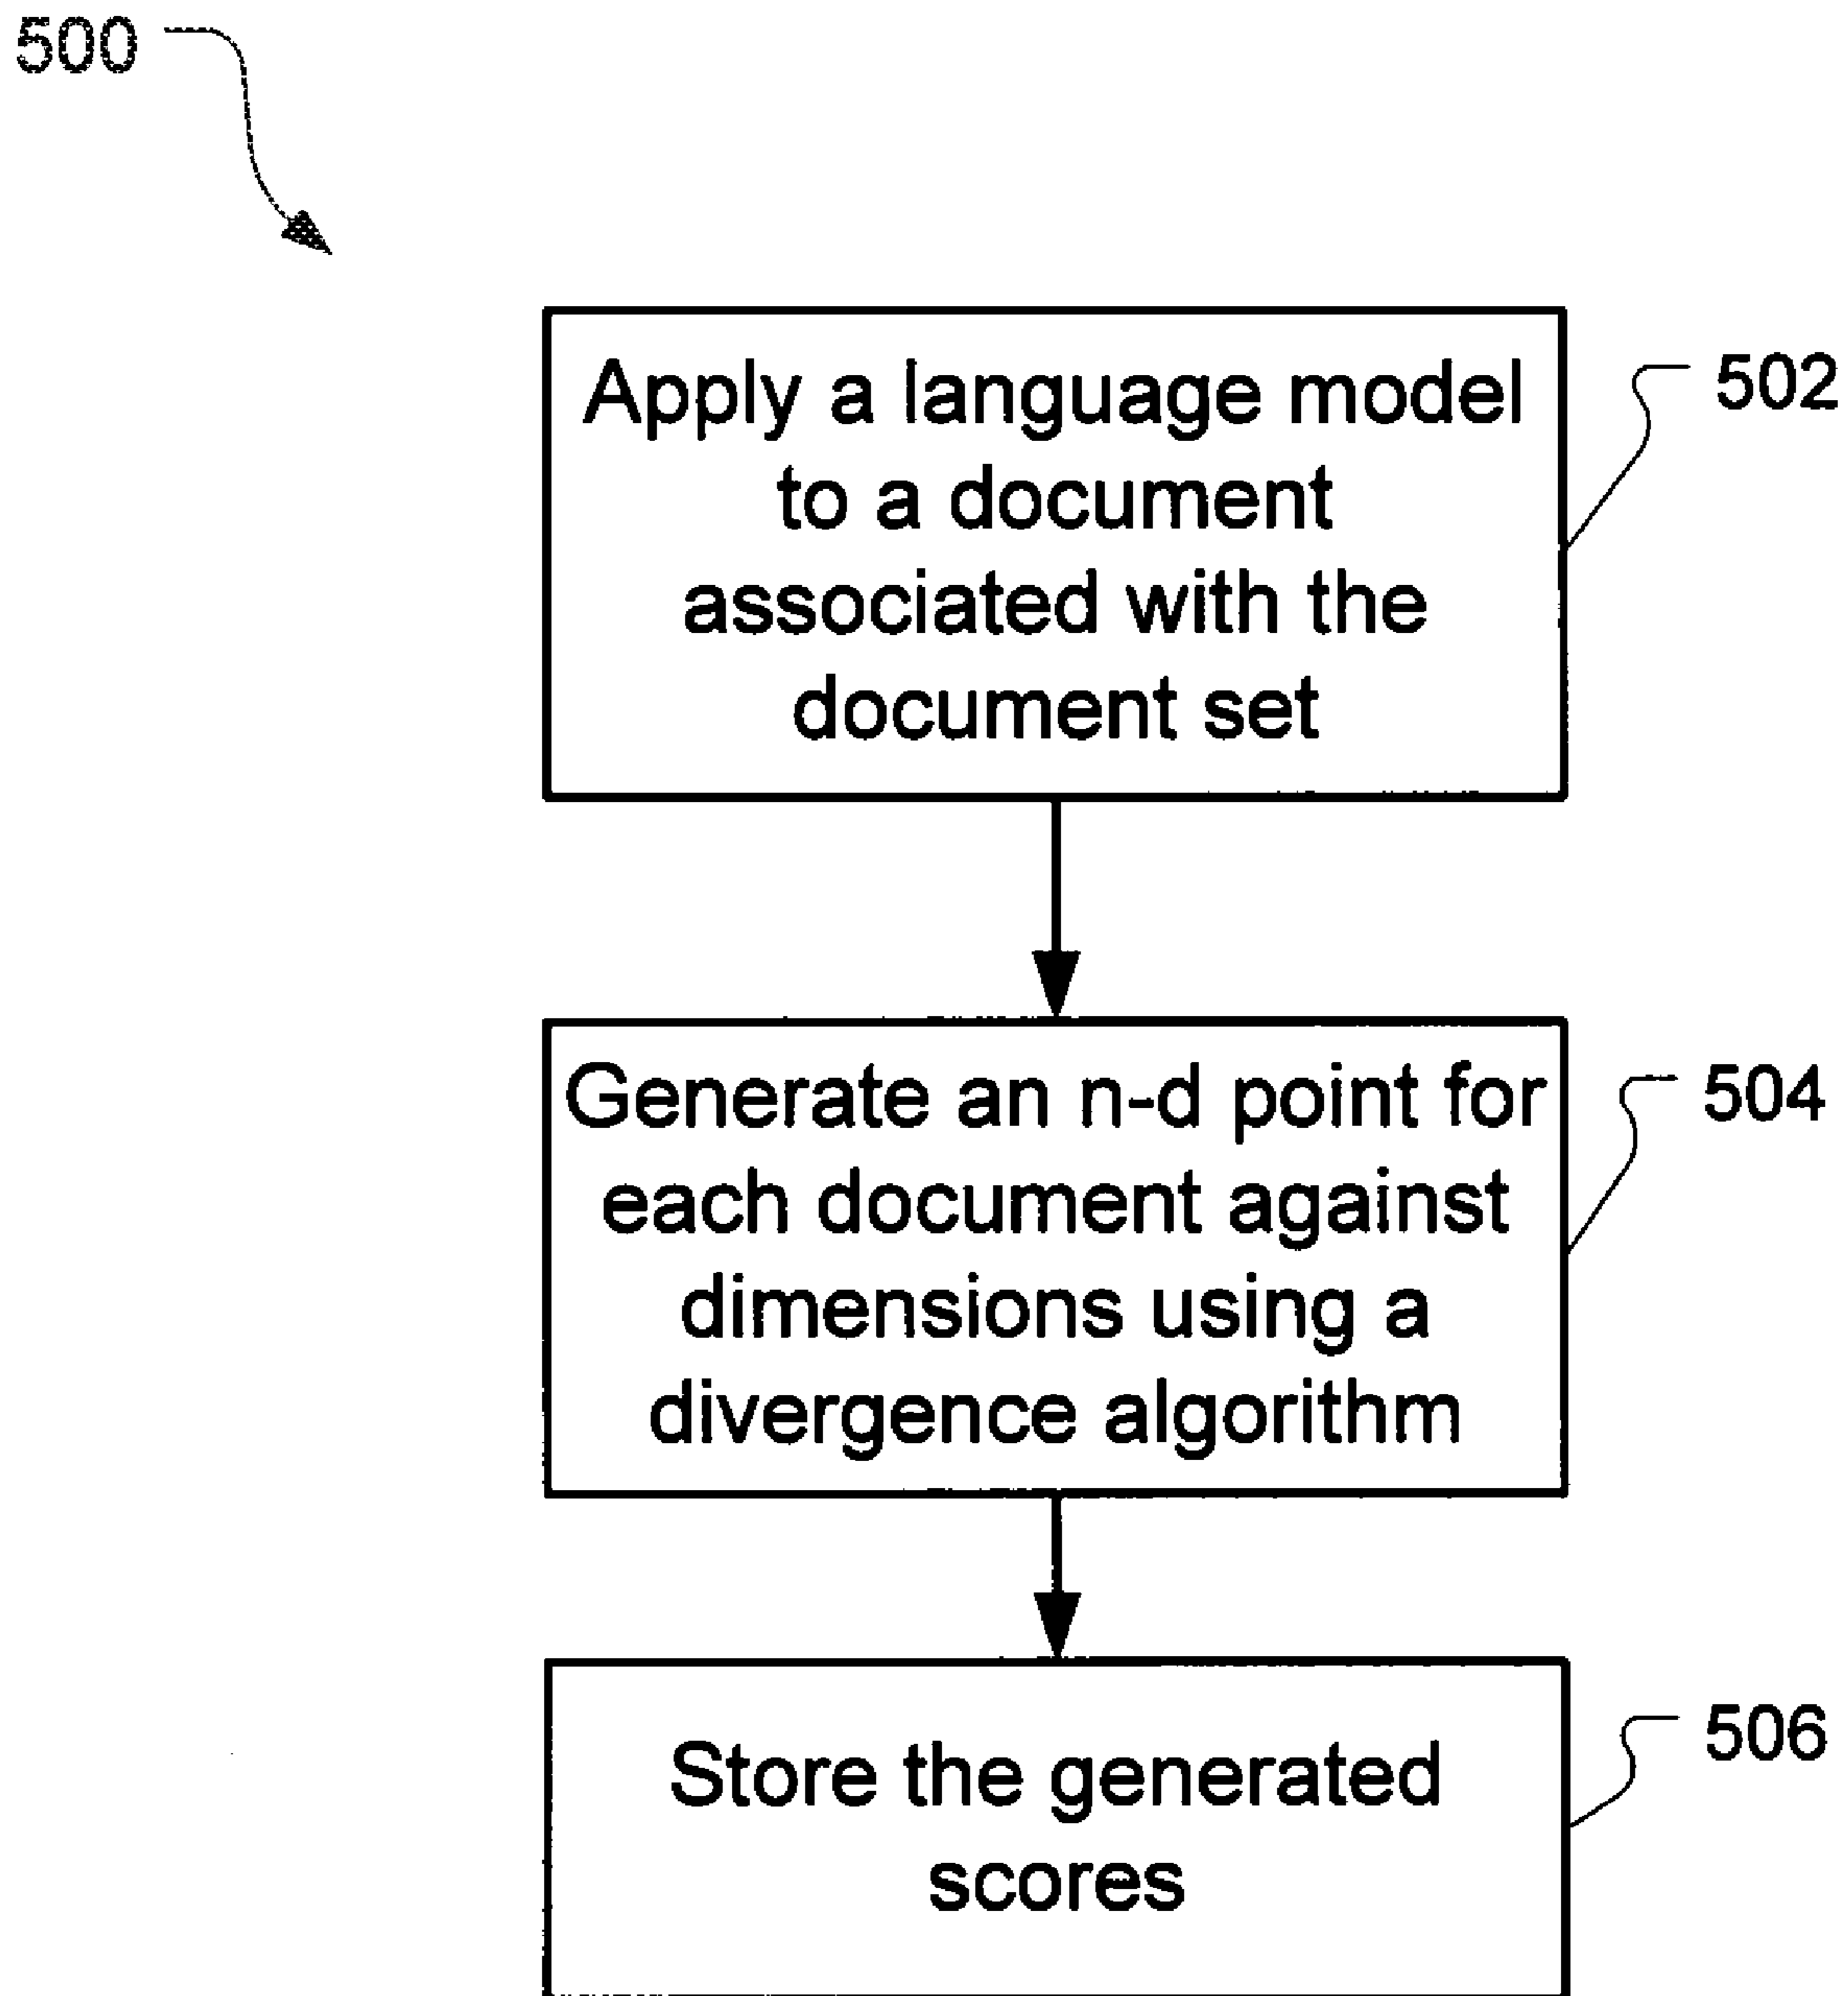 500
Apply a language model
to a document
associated with the
document set
502
Generate an n-d point for
each document against
dimensions using a
divergence algorithm
504
Store the generated
scores
506